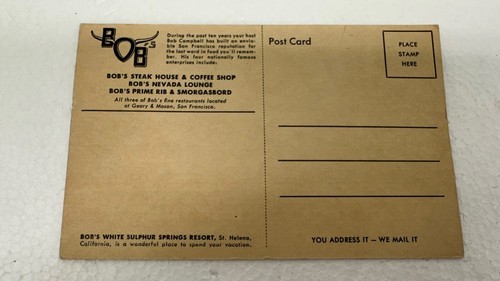 BOB'S
During the past ten years your host
Bob Campbell has built an envia-
ble San Francisco reputation for
the last word in food you'll remem-
ber. His four nationally famous
enterprises include:
BOB'S STEAK HOUSE & COFFEE SHOP
BOB'S NEVADA LOUNGE
BOB'S PRIME RIB & SMORGASBORD
All three of Bob's fine restaurants located
at Geary & Mason, San Francisco.
BOB'S WHITE SULPHUR SPRINGS RESORT, St. Helena,
California, is a wonderful place to spend your vacation.
Post Card
PLACE
STAMP
HERE
YOU ADDRESS IT — WE MAIL IT